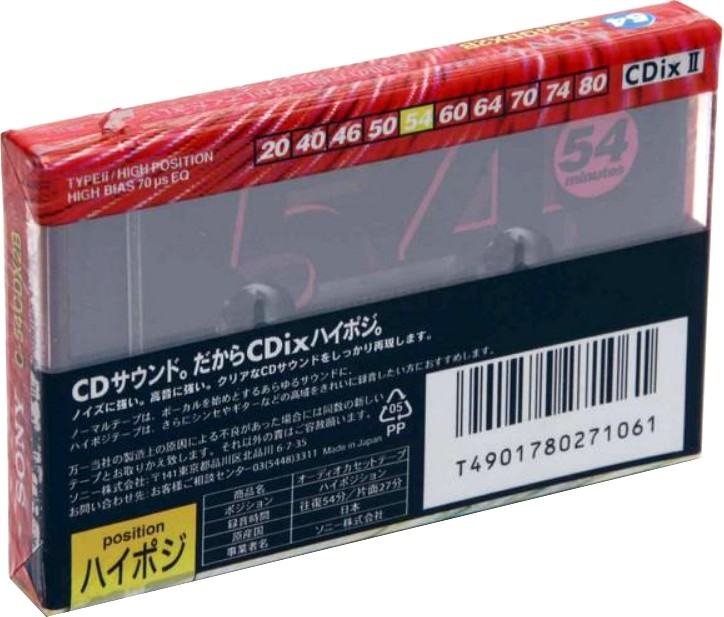 54
C-54CDX2B
CDix II
20 40 46 50 54 60 64 70 74 80
TYPE II / HIGH POSITION
HIGH BIAS 70 µs EQ
54
minutes
54
CDサウンド。だからCDixハイポジ。
ノイズに強い。高音に強い。クリアなCDサウンドをしっかり再現します。
ノーマルテープは、ボーカルを始めとするあらゆるサウンドに、
ハイポジテープは、さらにシンセやギターなどの高域をきれいに録音したい方におすすめします。
万一当社の製造上の原因による不良があった場合には同数の新しい
テープとお取りかえ致します。それ以外の責はご容赦願います。
ソニー株式会社 〒141 東京都品川区北品川 6-7-35
お問い合わせ先：お客様ご相談センター 03(5448)3311 Made in Japan
05
PP
商品名 オーディオカセットテープ
ポジション ハイポジション
録音時間 往復54分／片面27分
原産国 日本
事業者名 ソニー株式会社
T4901780271061
position
ハイポジ
SONY C-54CDX2B